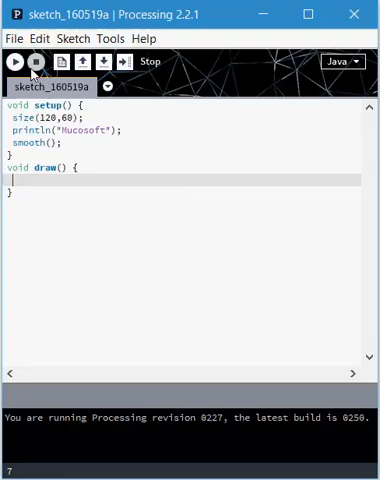 P sketch_160519a | Processing 2.2.1
File Edit Sketch Tools Help
Stop Java
sketch_160519a
void setup() {
size(120,60);
println("Mucosoft");
smooth();
}
void draw() {
}
You are running Processing revision 0227, the latest build is 0250.
7